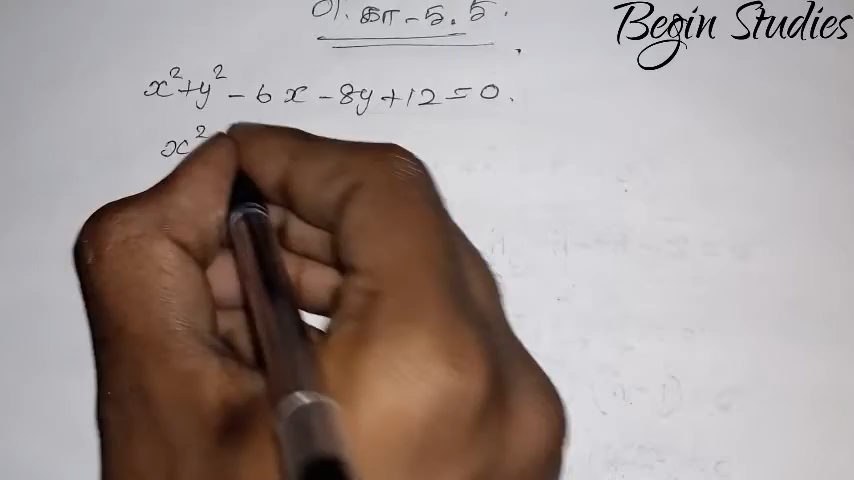 Begin Studies
எ.கா - 5.5.
x²+y² - 6x - 8y + 12 = 0.
x²